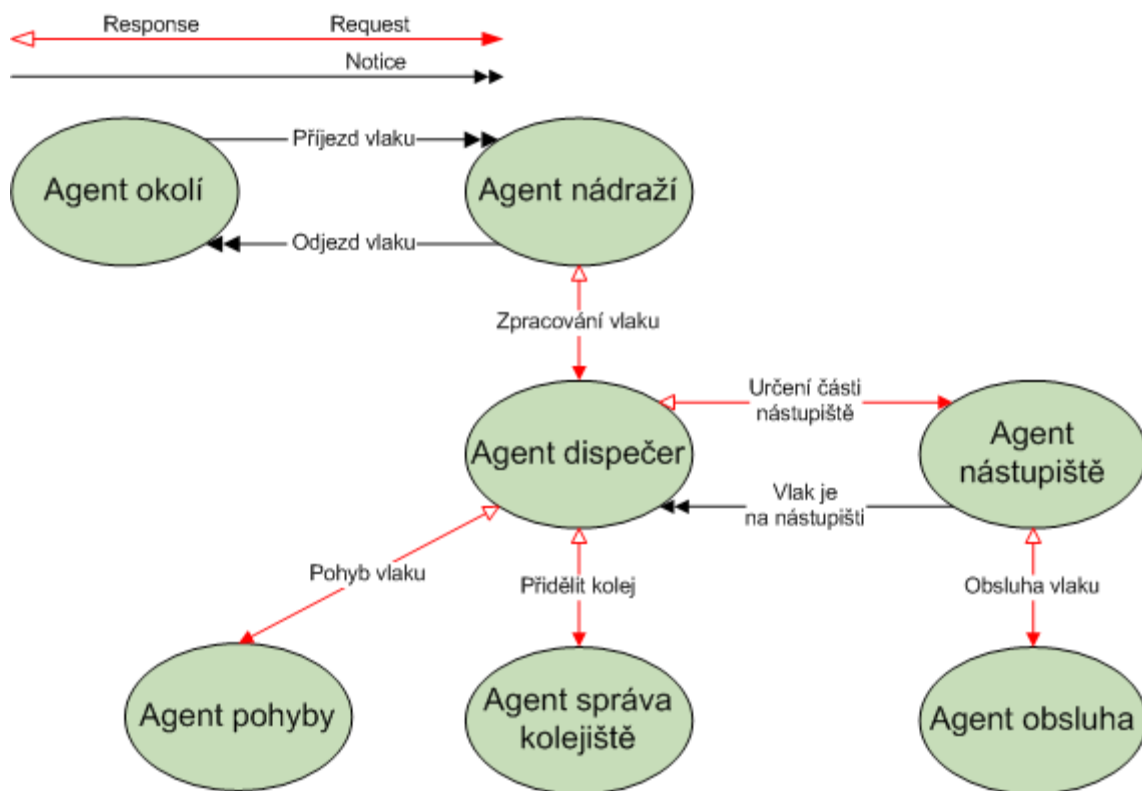 Response
Request
Notice
Příjezd vlaku
Agent okolí
Agent nádraží
Odjezd vlaku
Zpracování vlaku
Určení části
nástupiště
Agent dispečer
Agent
nástupiště
Vlak je
na nástupišti
Pohyb vlaku
Přidělit kolej
Obsluha vlaku
Agent pohyby
Agent správa
kolejiště
Agent obsluha